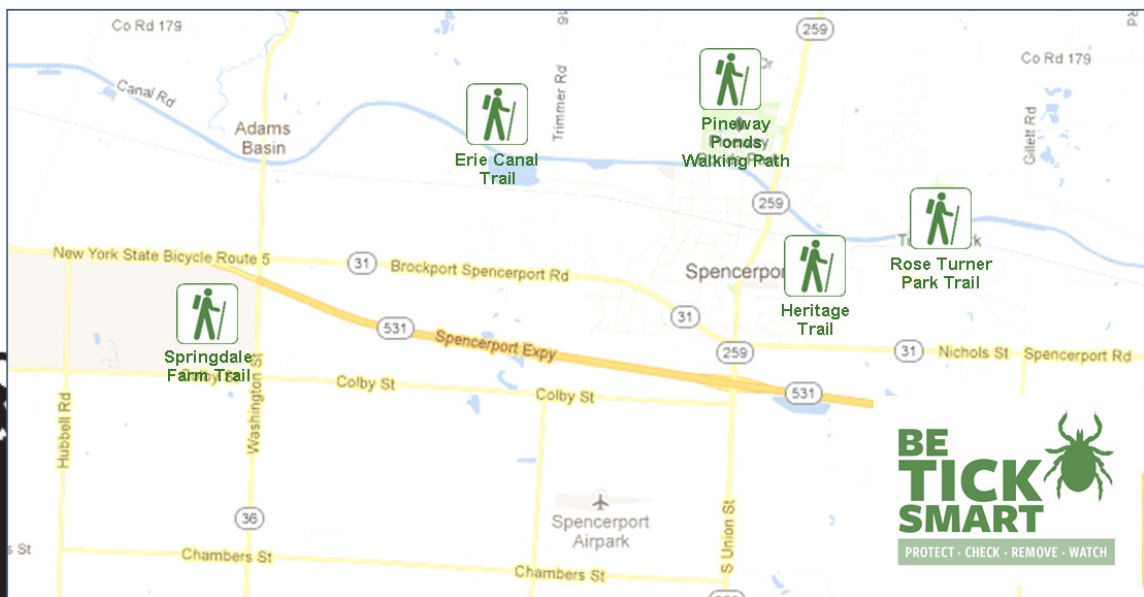 Co Rd 179
259
Co Rd 179
Canal Rd
Trimmer Rd
Gillett Rd
Adams
Basin
Erie Canal
Trail
Pineway
Ponds
Walking Path
259
Rose Turner
Park Trail
New York State Bicycle Route 5
31
Brockport Spencerport Rd
Heritage
Trail
31
259
31
Nichols St
Spencerport Rd
531
Spencerport Expy
Springdale
Farm Trail
Colby St
Colby St
531
Hubbell Rd
Washington St
S Union St
36
Spencerport
Airpark
Chambers St
Chambers St
BE
TICK
SMART
PROTECT · CHECK · REMOVE · WATCH